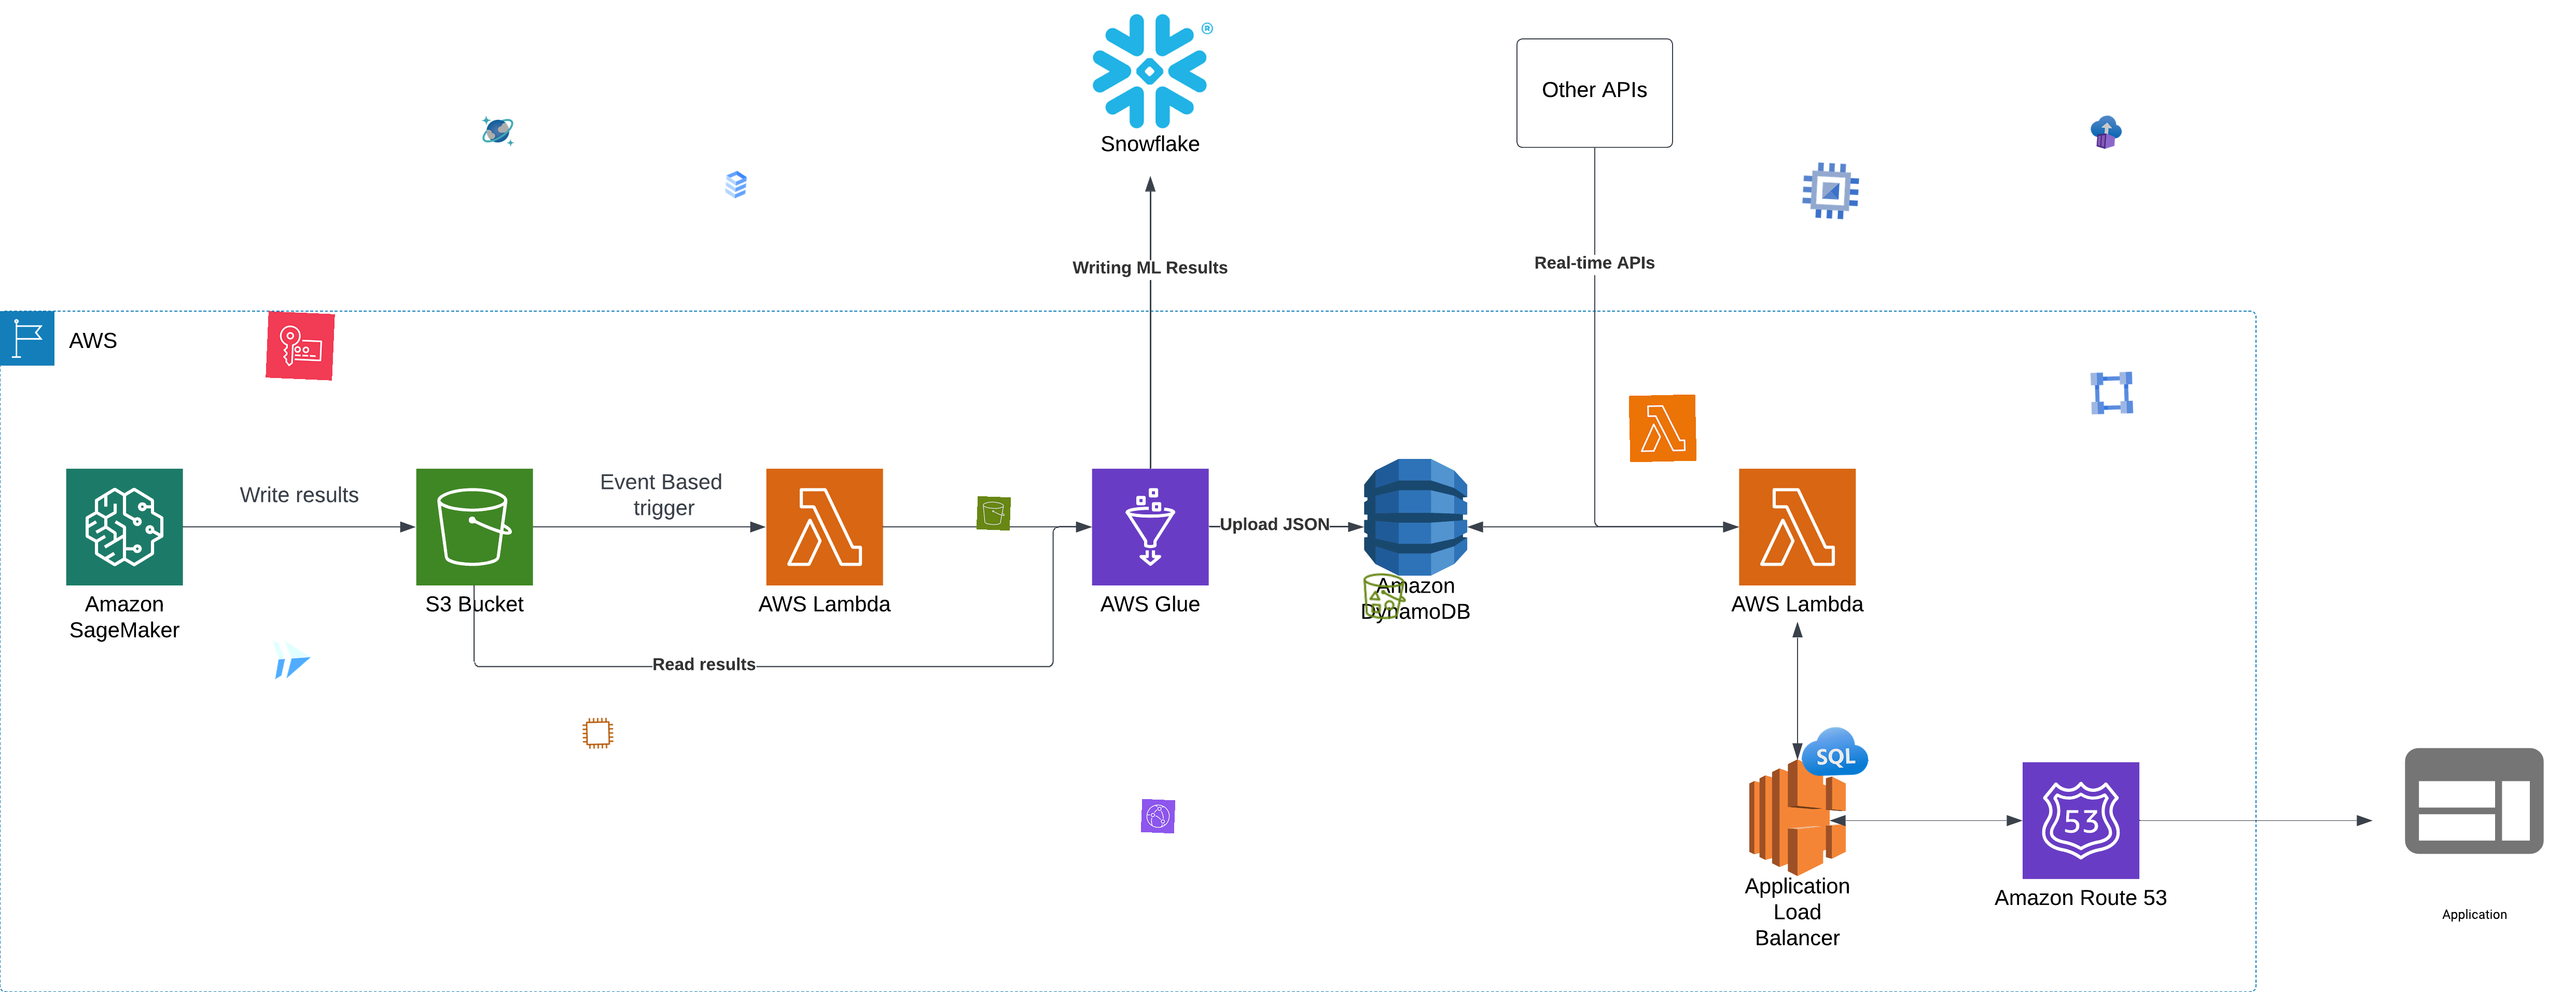 ®
Snowflake
Other APIs
Writing ML Results
Real-time APIs
AWS
Write results
Event Based
trigger
Upload JSON
Amazon
SageMaker
S3 Bucket
AWS Lambda
AWS Glue
Amazon
DynamoDB
AWS Lambda
Read results
SQL
53
Application
Load
Balancer
Amazon Route 53
Application